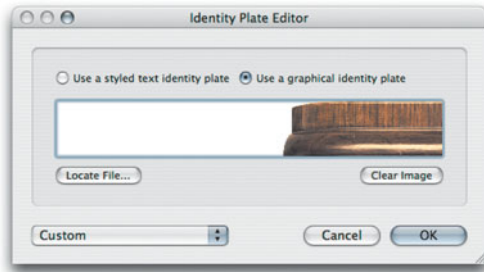 Identity Plate Editor
Use a styled text identity plate Use a graphical identity plate
Locate File... Clear Image
Custom Cancel OK